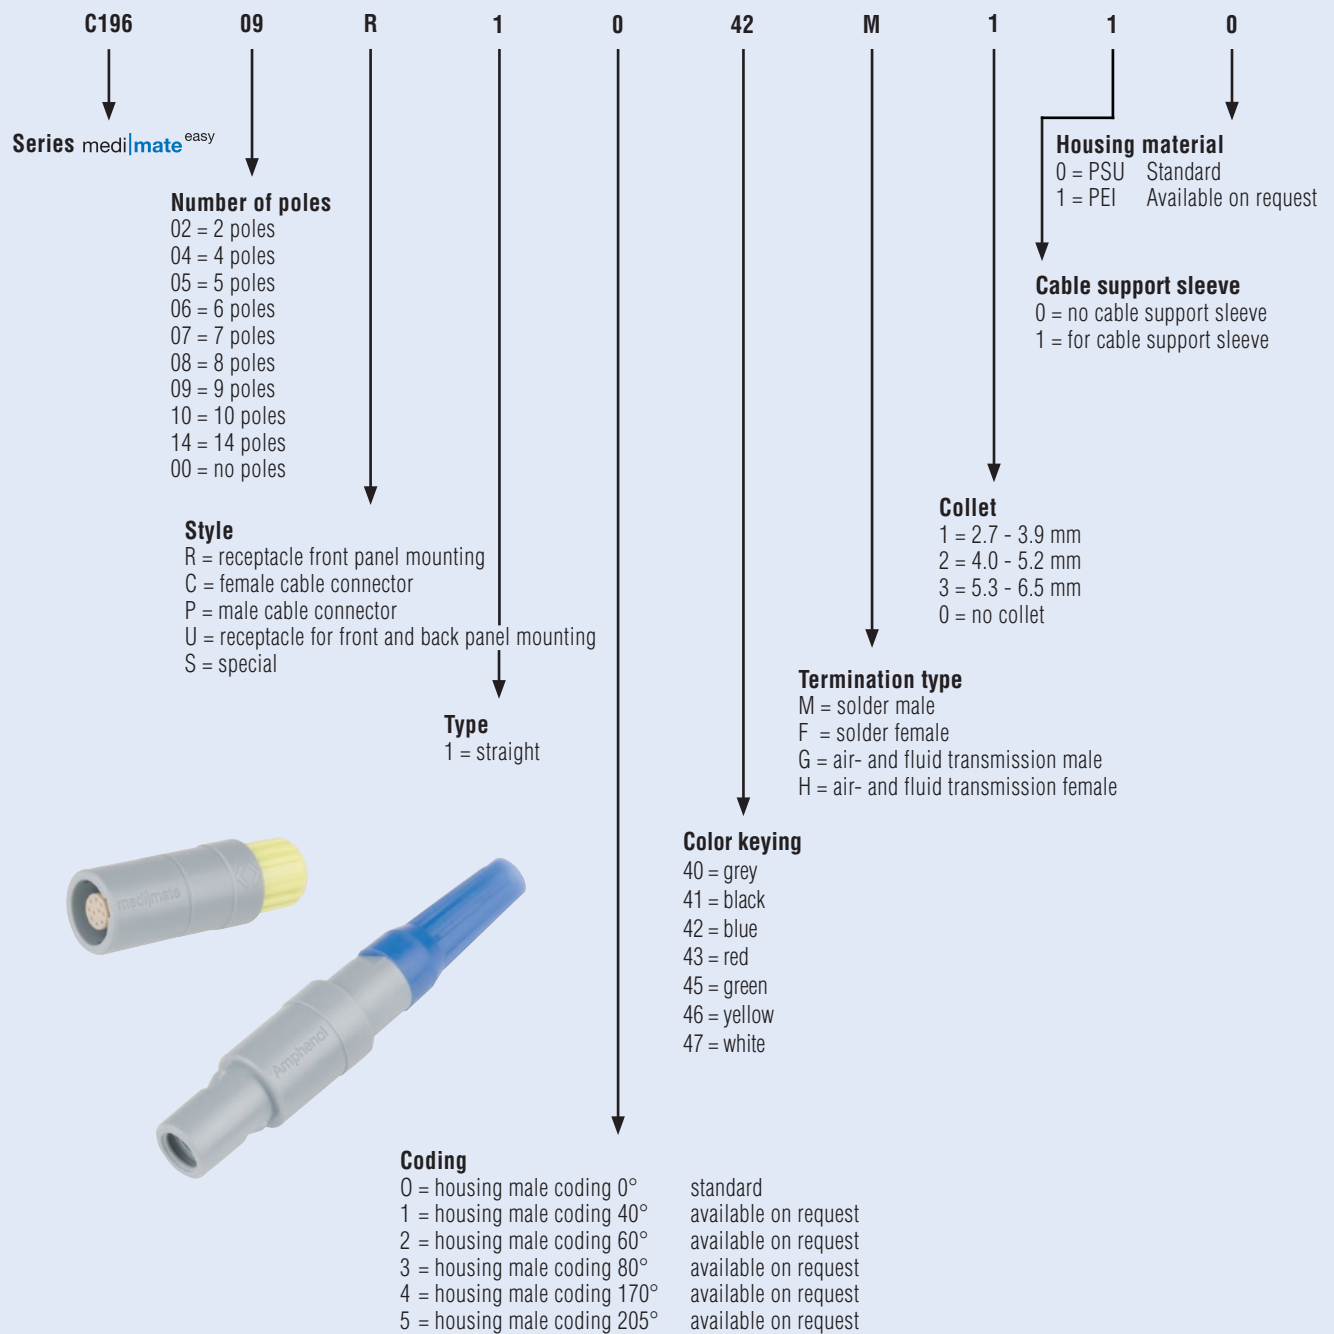 C196 09 R 1 0 42 M 1 1 0
Series medi|mate easy
Housing material
0 = PSU Standard
1 = PEI Available on request
Number of poles
02 = 2 poles
04 = 4 poles
05 = 5 poles
06 = 6 poles
07 = 7 poles
08 = 8 poles
09 = 9 poles
10 = 10 poles
14 = 14 poles
00 = no poles
Cable support sleeve
0 = no cable support sleeve
1 = for cable support sleeve
Collet
1 = 2.7 - 3.9 mm
2 = 4.0 - 5.2 mm
3 = 5.3 - 6.5 mm
0 = no collet
Style
R = receptacle front panel mounting
C = female cable connector
P = male cable connector
U = receptacle for front and back panel mounting
S = special
Termination type
M = solder male
F = solder female
G = air- and fluid transmission male
H = air- and fluid transmission female
Type
1 = straight
Color keying
40 = grey
41 = black
42 = blue
43 = red
45 = green
46 = yellow
47 = white
medi|mate
Amphenol
Coding
O = housing male coding 0° standard
1 = housing male coding 40° available on request
2 = housing male coding 60° available on request
3 = housing male coding 80° available on request
4 = housing male coding 170° available on request
5 = housing male coding 205° available on request